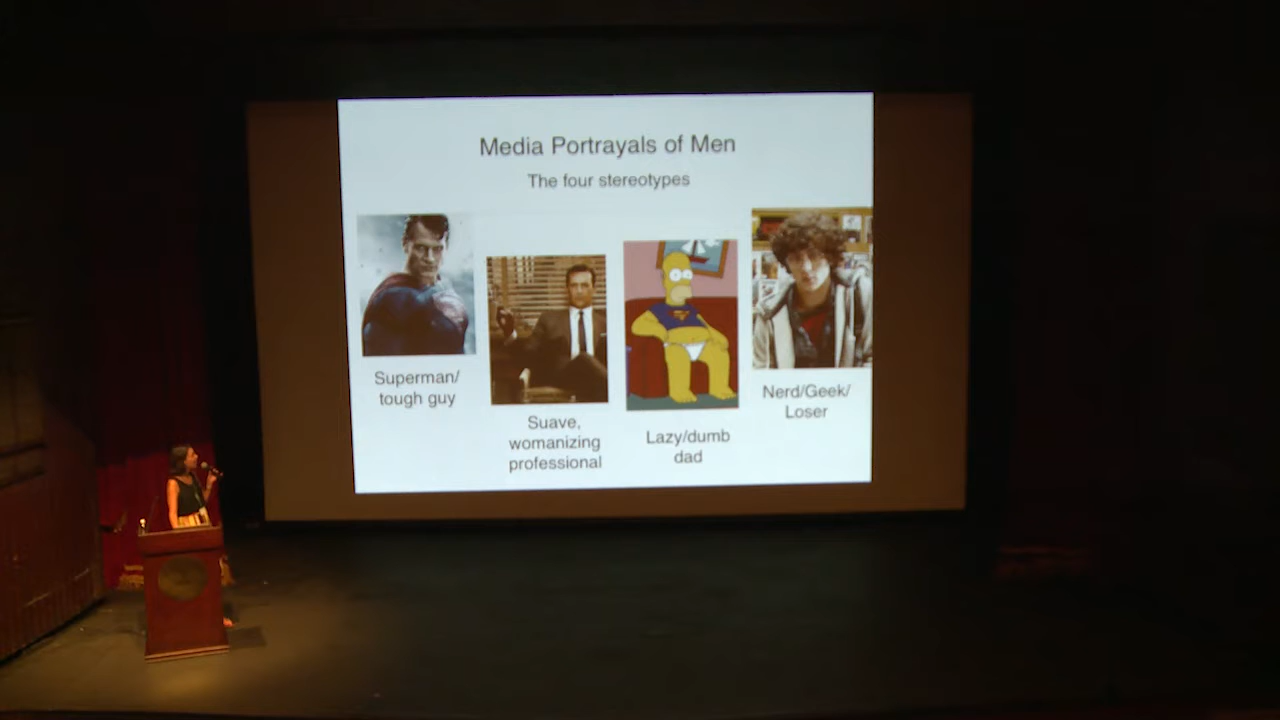 Media Portrayals of Men
The four stereotypes
Superman/
tough guy
Suave,
womanizing
professional
Lazy/dumb
dad
Nerd/Geek/
Loser